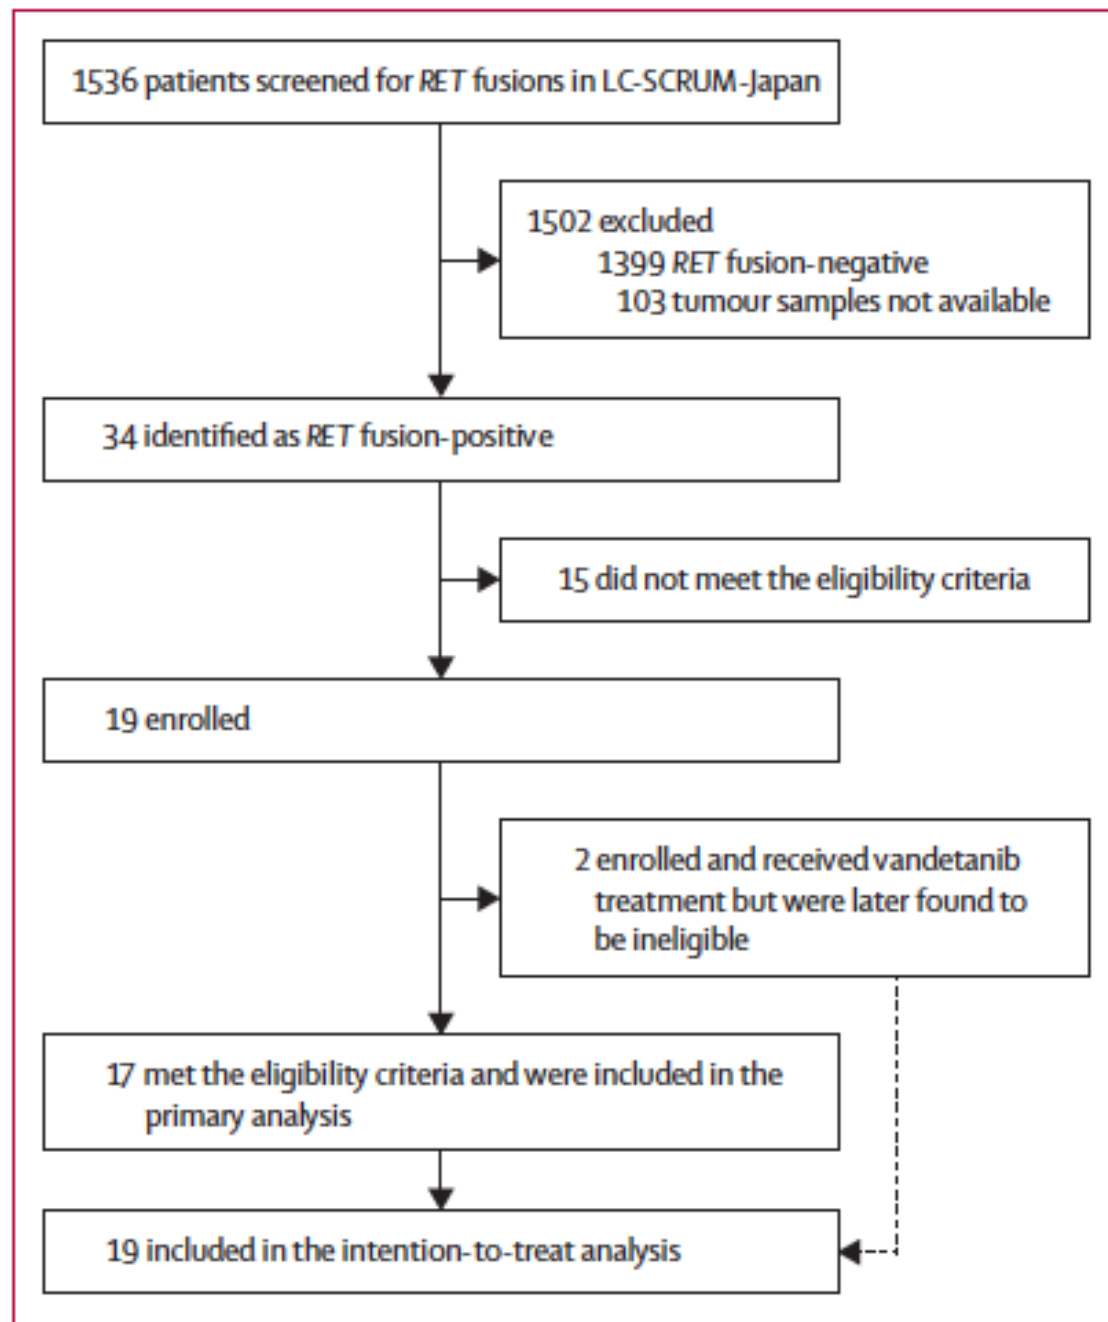 1536 patients screened for RET fusions in LC-SCRUM-Japan
1502 excluded
1399 RET fusion-negative
103 tumour samples not available
34 identified as RET fusion-positive
15 did not meet the eligibility criteria
19 enrolled
2 enrolled and received vandetanib
treatment but were later found to
be ineligible
17 met the eligibility criteria and were included in the
primary analysis
19 included in the intention-to-treat analysis